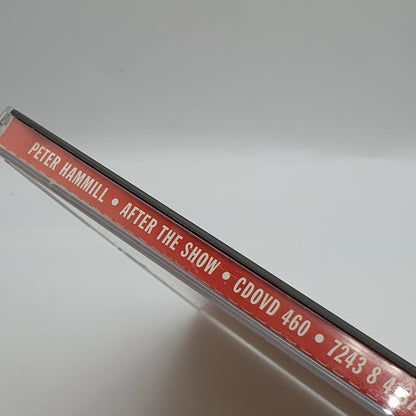 PETER HAMMILL • AFTER THE SHOW • CDOVD 460 • 7243 8 4